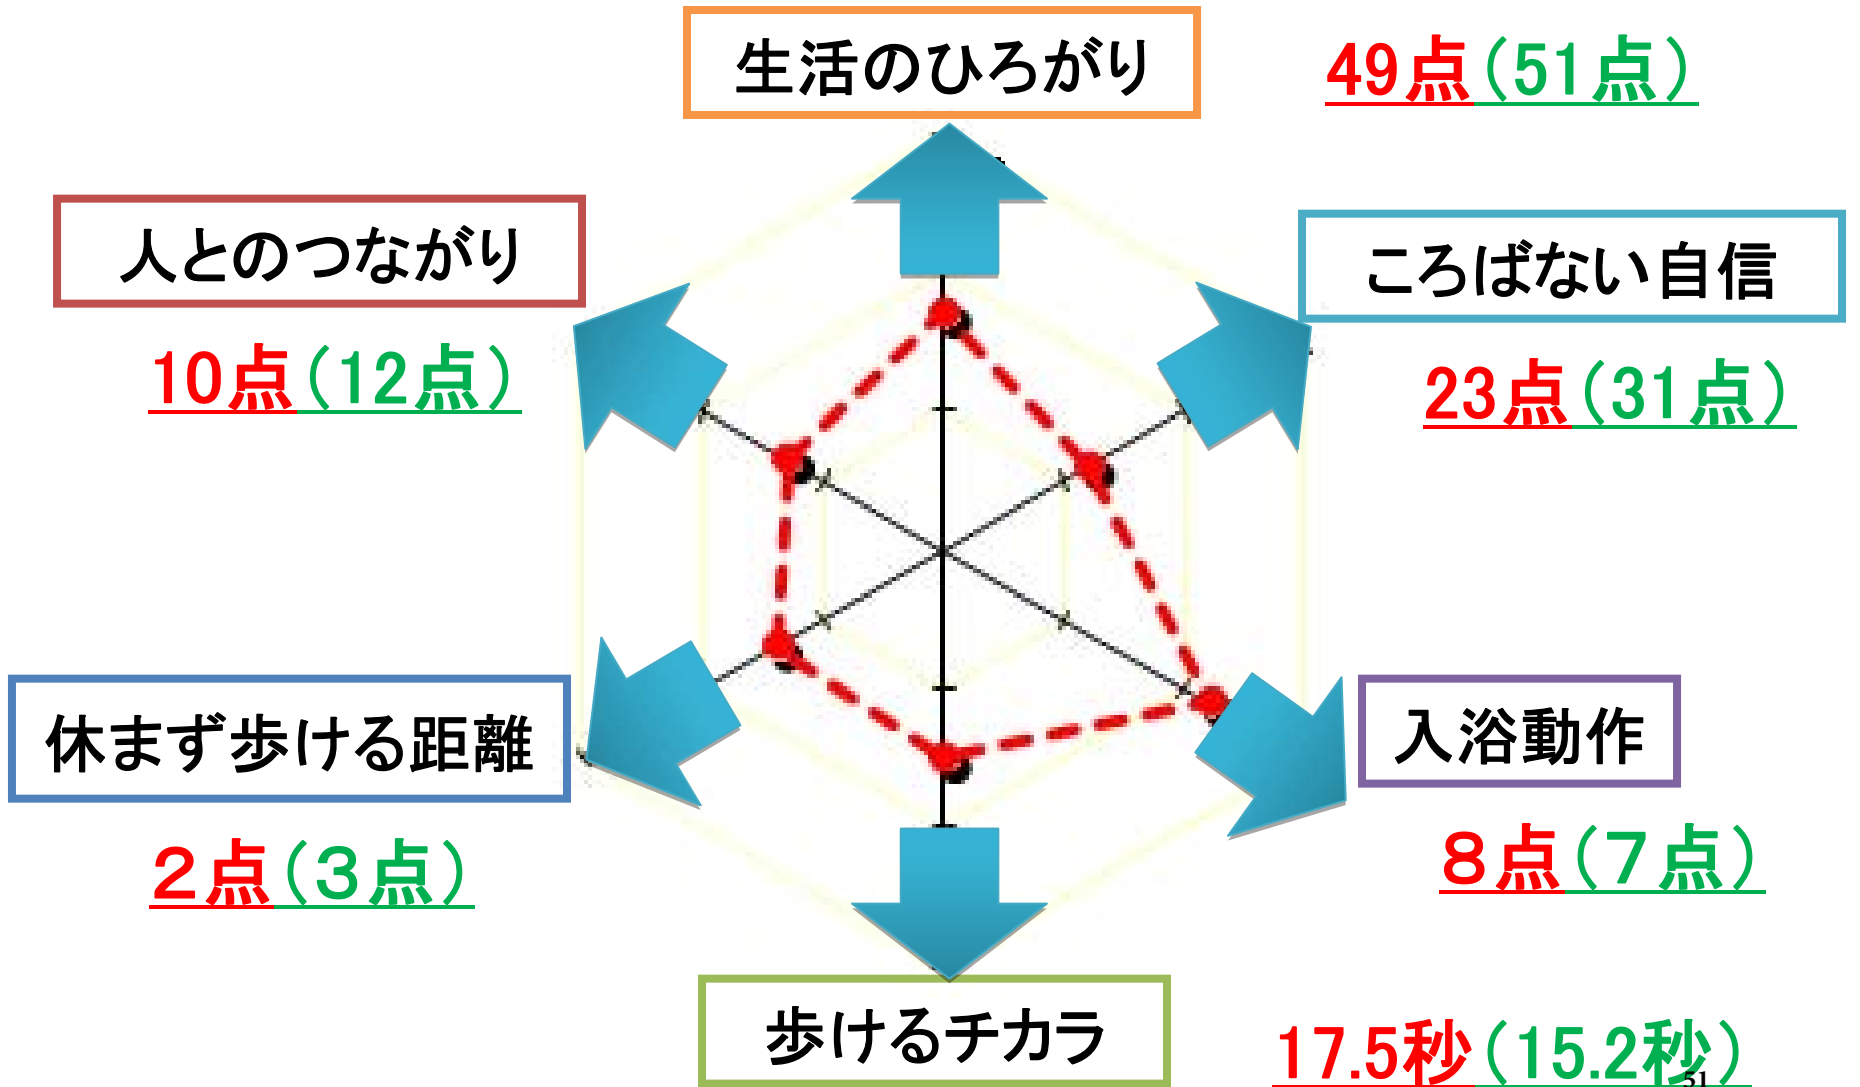 生活のひろがり
49点(51点)
人とのつながり
10点(12点)
ころばない自信
23点(31点)
休まず歩ける距離
2点(3点)
入浴動作
8点(7点)
歩けるチカラ
17.5秒(15.2秒)
51